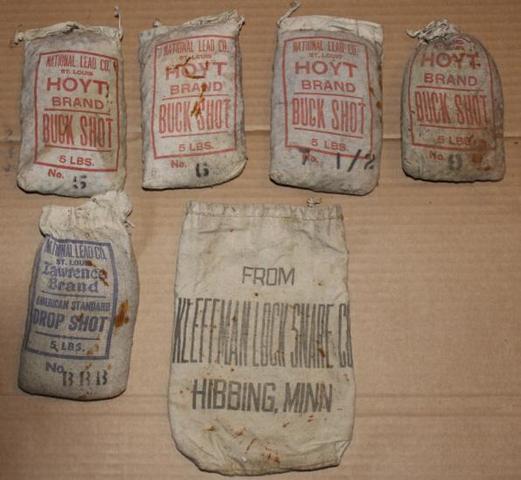 NATIONAL LEAD CO.
ST. LOUIS
HOYT
BRAND
BUCK SHOT
5 LBS.
No. 5
NATIONAL LEAD CO.
ST. LOUIS
HOYT
BRAND
BUCK SHOT
5 LBS.
No. 6
NATIONAL LEAD CO.
ST. LOUIS
HOYT
BRAND
BUCK SHOT
5 LBS.
No. 7 1/2
HOYT
BRAND
BUCK SHOT
5 LBS.
No. 9
NATIONAL LEAD CO.
ST. LOUIS
Lawrence
Brand
AMERICAN STANDARD
DROP SHOT
5 LBS.
No. BBB
FROM
KLEFFMAN LOCK SNARE CO
HIBBING, MINN